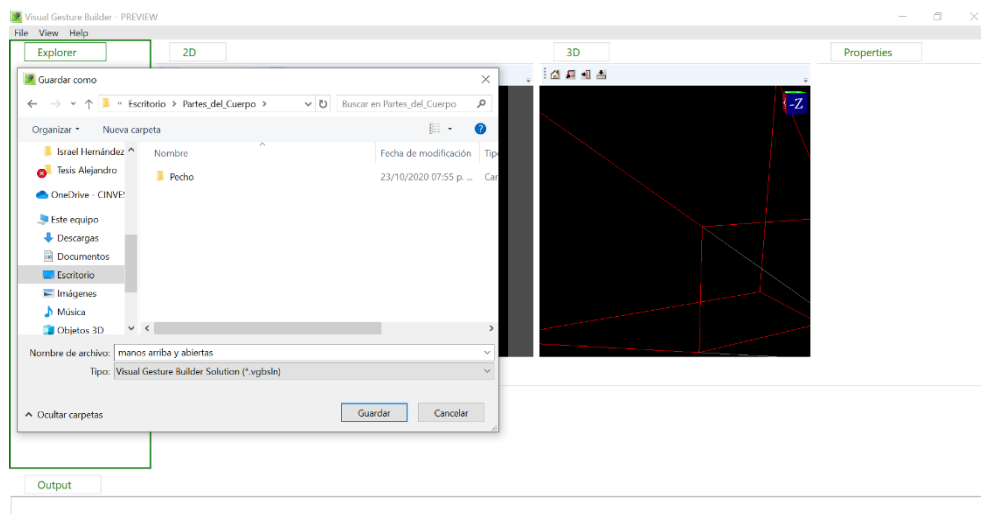 Visual Gesture Builder - PREVIEW
File View Help
Explorer
2D
3D
Properties
Guardar como
Escritorio > Partes_del_Cuerpo >
Buscar en Partes_del_Cuerpo
Organizar
Nueva carpeta
Israel Hernández
Tesis Alejandro
OneDrive - CINVES
Este equipo
Descargas
Documentos
Escritorio
Imágenes
Música
Objetos 3D
Nombre
Fecha de modificación
Tip
Pecho
23/10/2020 07:55 p. ...
Car
-Z
Nombre de archivo: manos arriba y abiertas
Tipo: Visual Gesture Builder Solution (*.vgbsln)
Ocultar carpetas
Guardar
Cancelar
Output